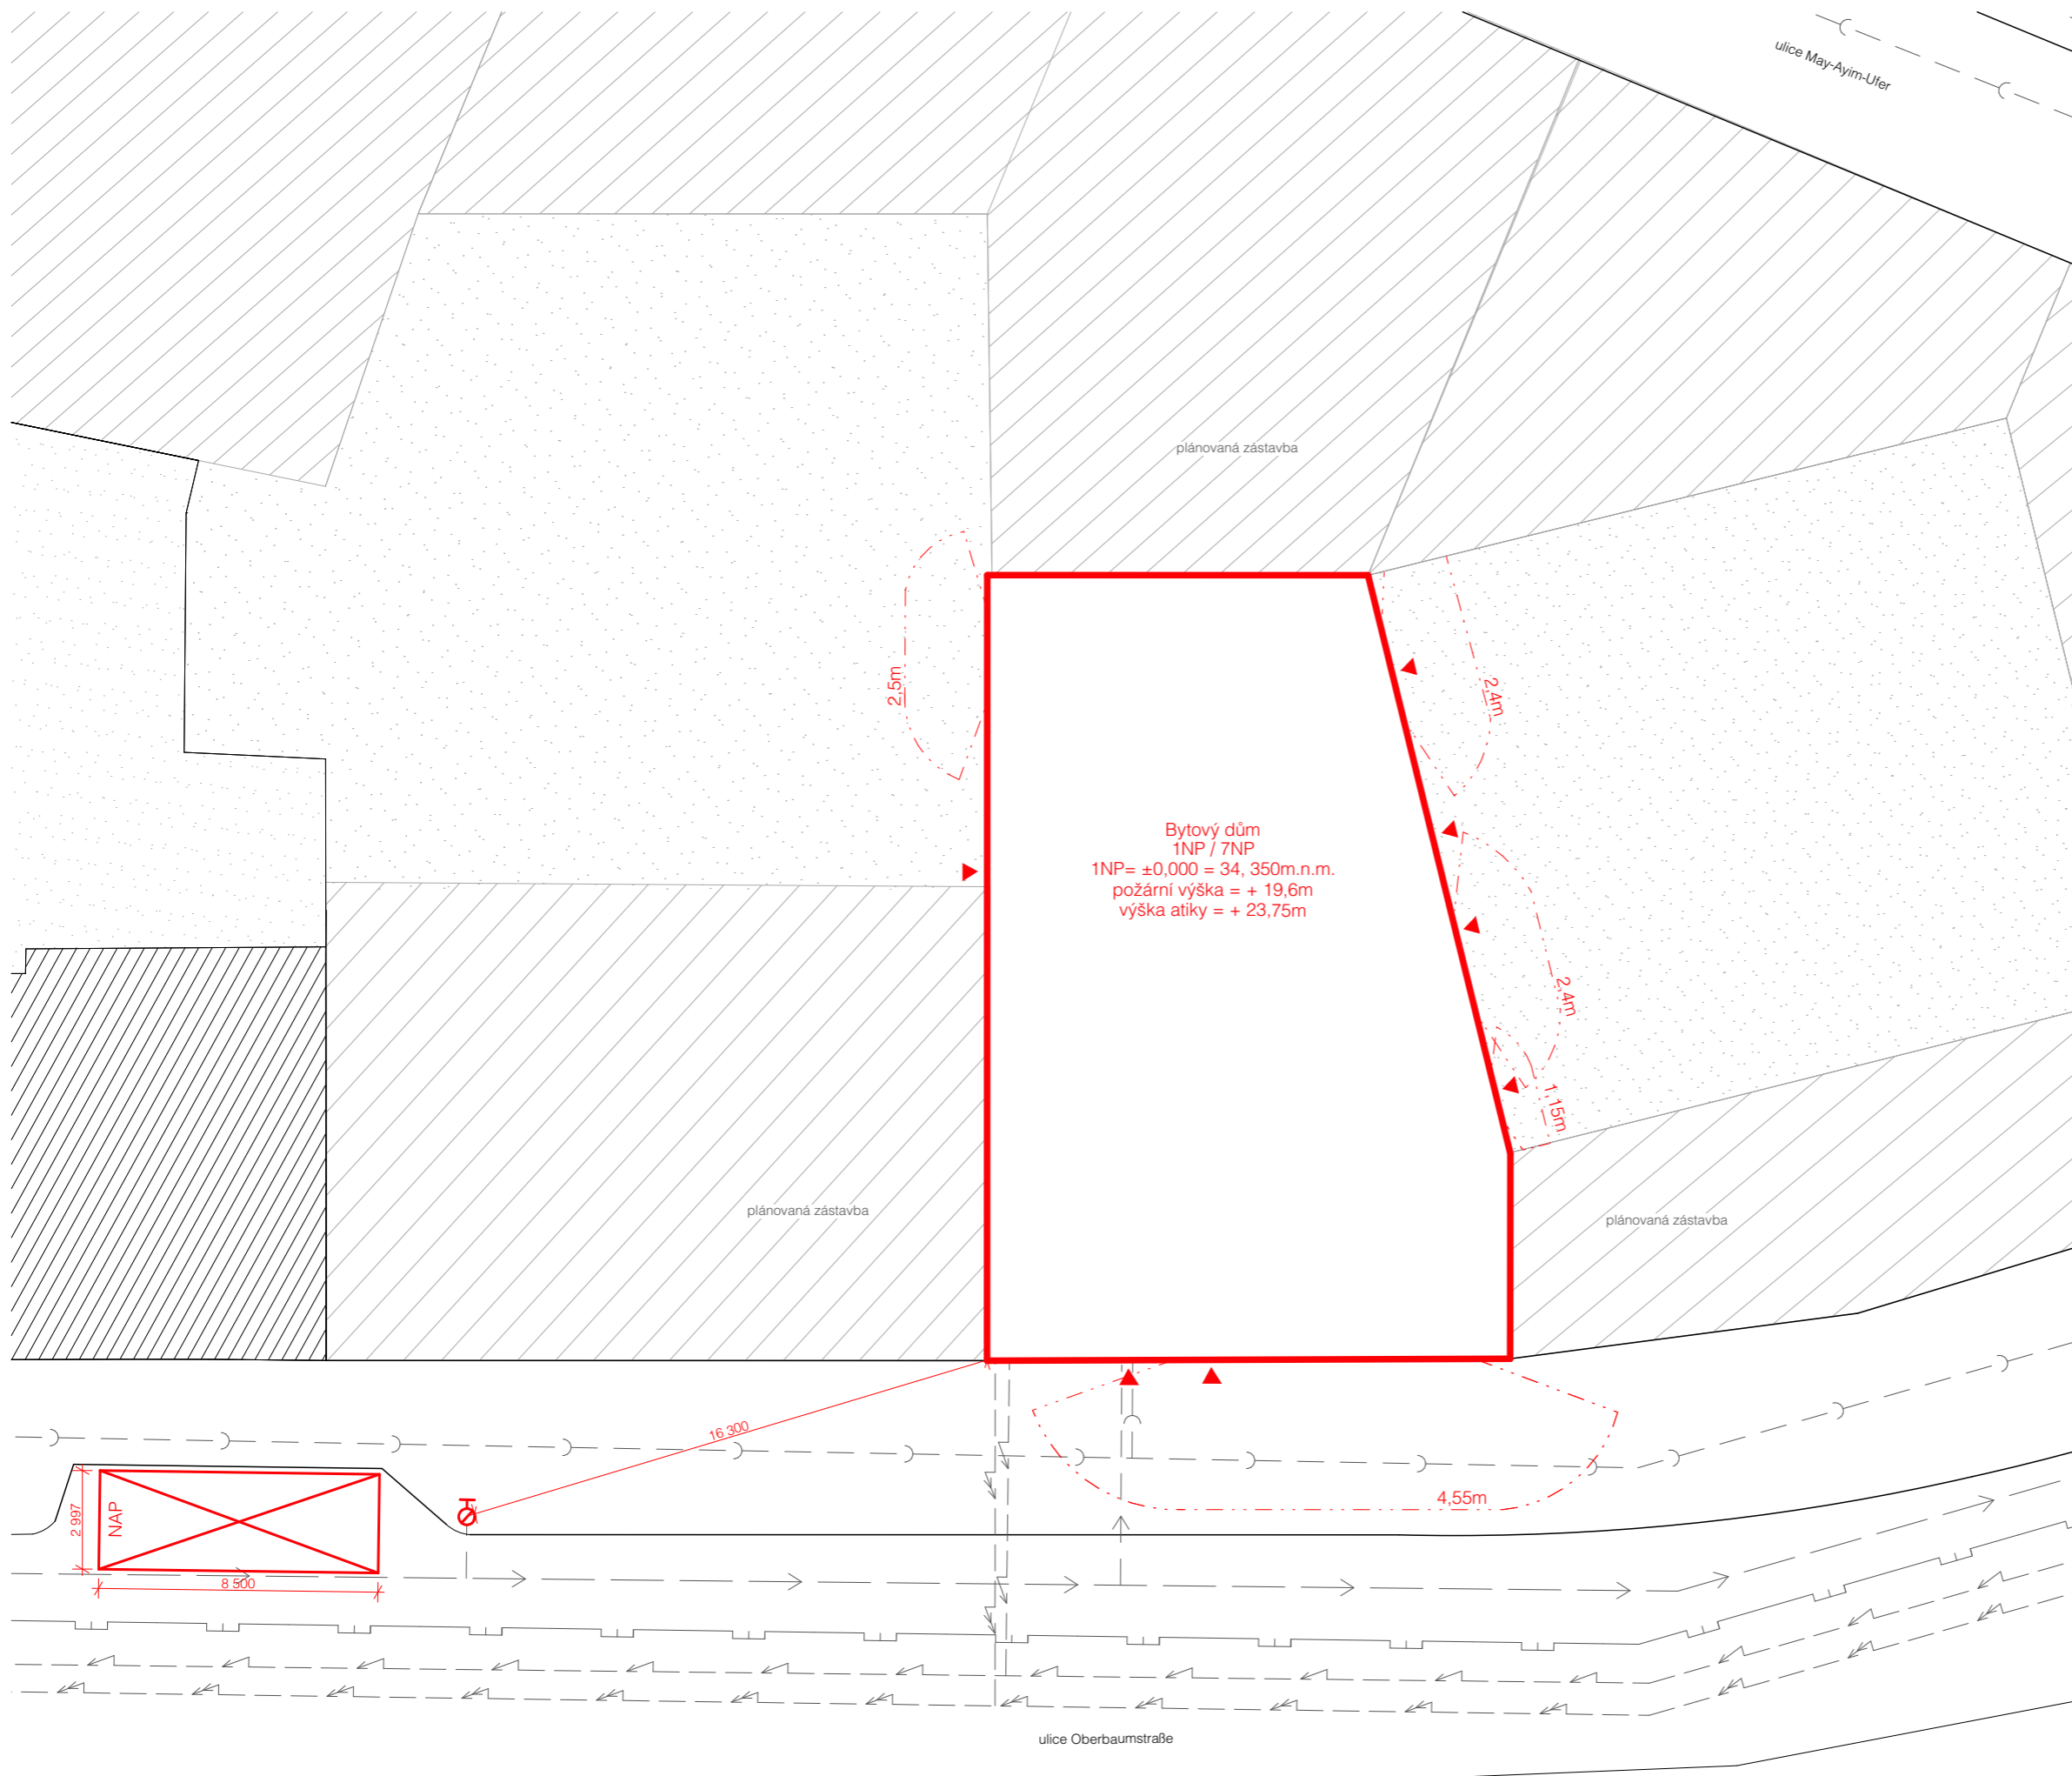 ulice May-Ayim-Ufer
plánovaná zástavba
2,5m
2,4m
Bytový dům
1NP / 7NP
1NP= ±0,000 = 34, 350m.n.m.
požární výška = + 19,6m
výška atiky = + 23,75m
2,4m
1,15m
plánovaná zástavba
plánovaná zástavba
16 300
4,55m
2 997
NAP
8 500
ulice Oberbaumstraße